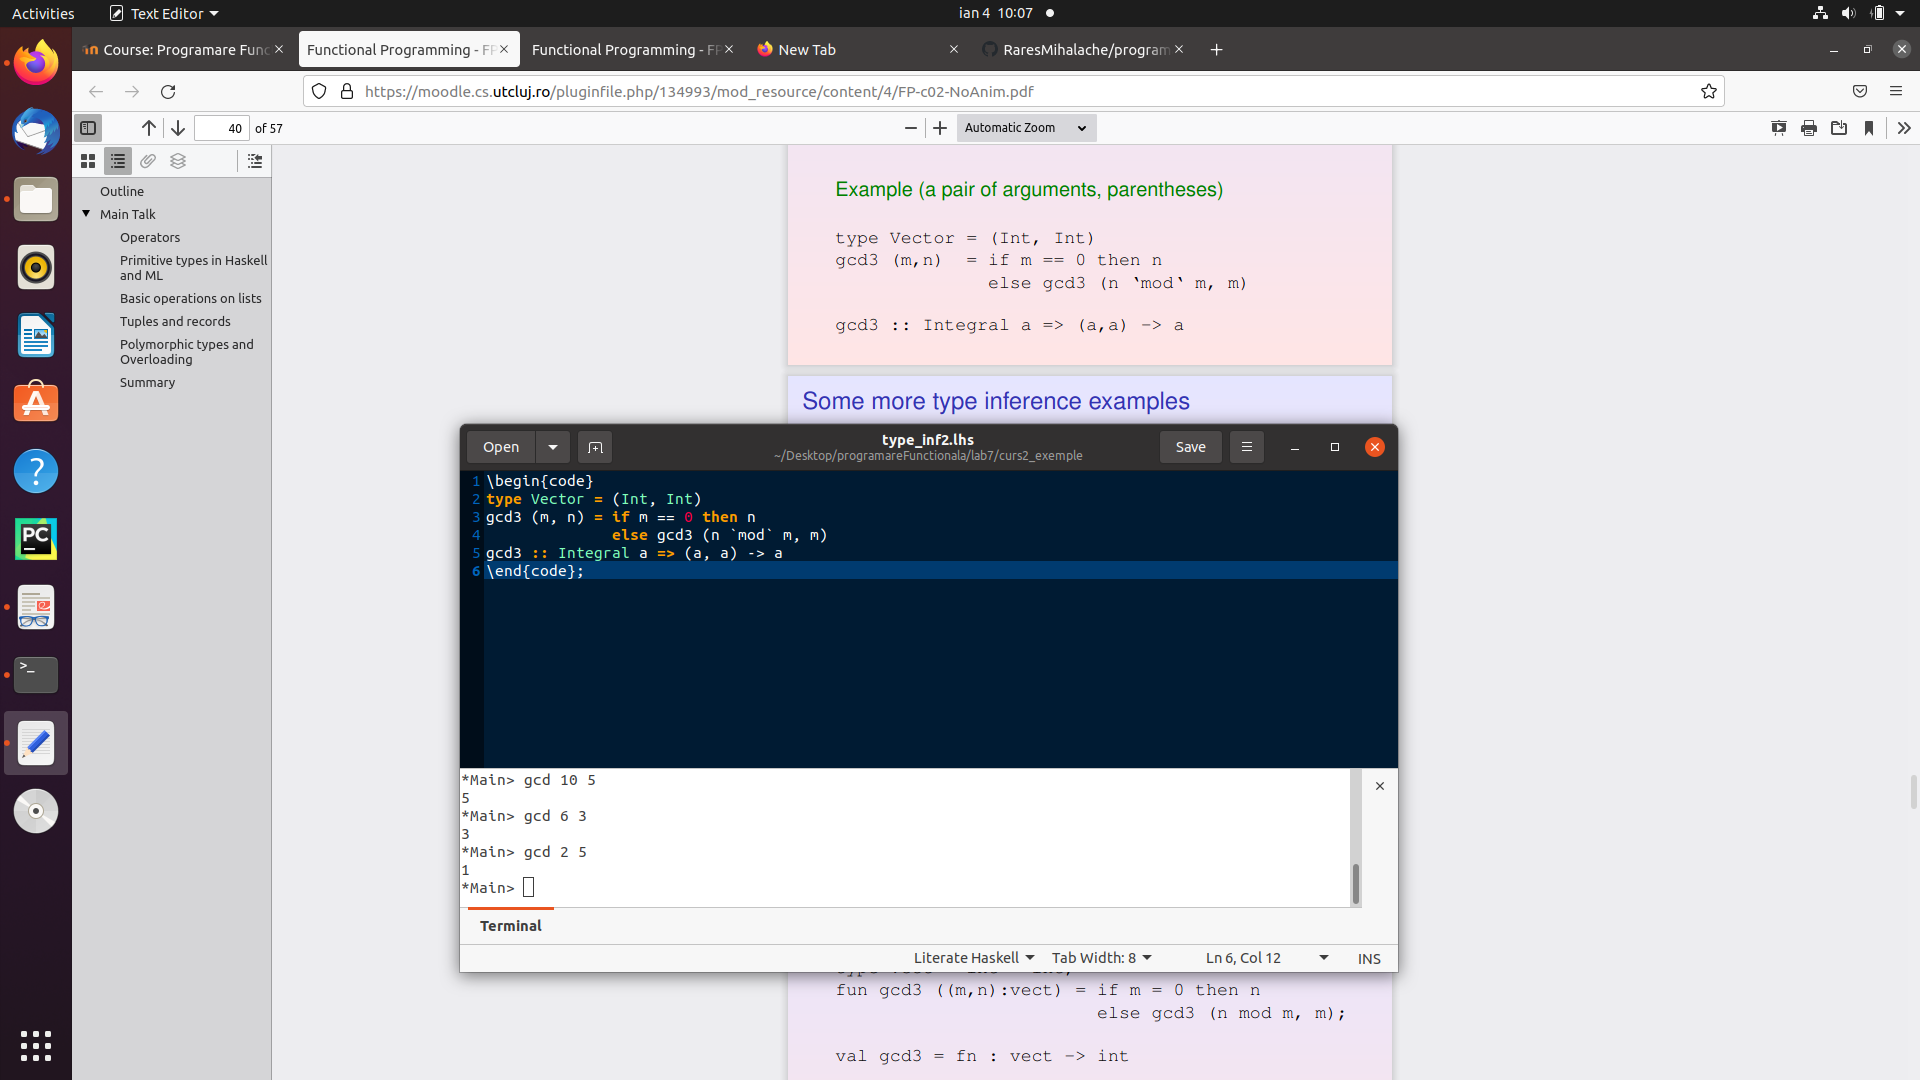 Activities
Text Editor
ian 4 10:07
Course: Programare Func
Functional Programming - FP
Functional Programming - FP
New Tab
RaresMihalache/program
https://moodle.cs.utcluj.ro/pluginfile.php/134993/mod_resource/content/4/FP-c02-NoAnim.pdf
40 of 57
Automatic Zoom
Outline
Main Talk
Operators
Primitive types in Haskell
and ML
Basic operations on lists
Tuples and records
Polymorphic types and
Overloading
Summary
Example (a pair of arguments, parentheses)
type Vector = (Int, Int)
gcd3 (m,n)  = if m == 0 then n
else gcd3 (n `mod` m, m)
gcd3 :: Integral a => (a,a) -> a
Some more type inference examples
Open
type_inf2.lhs
~/Desktop/programareFunctionala/lab7/curs2_exemple
Save
1 \begin{code}
2 type Vector = (Int, Int)
3 gcd3 (m, n) = if m == 0 then n
4 else gcd3 (n `mod` m, m)
5 gcd3 :: Integral a => (a, a) -> a
6 \end{code};
*Main> gcd 10 5
5
*Main> gcd 6 3
3
*Main> gcd 2 5
1
*Main>
Terminal
Literate Haskell
Tab Width: 8
Ln 6, Col 12
INS
fun gcd3 ((m,n):vect) = if m = 0 then n
else gcd3 (n mod m, m);
val gcd3 = fn : vect -> int